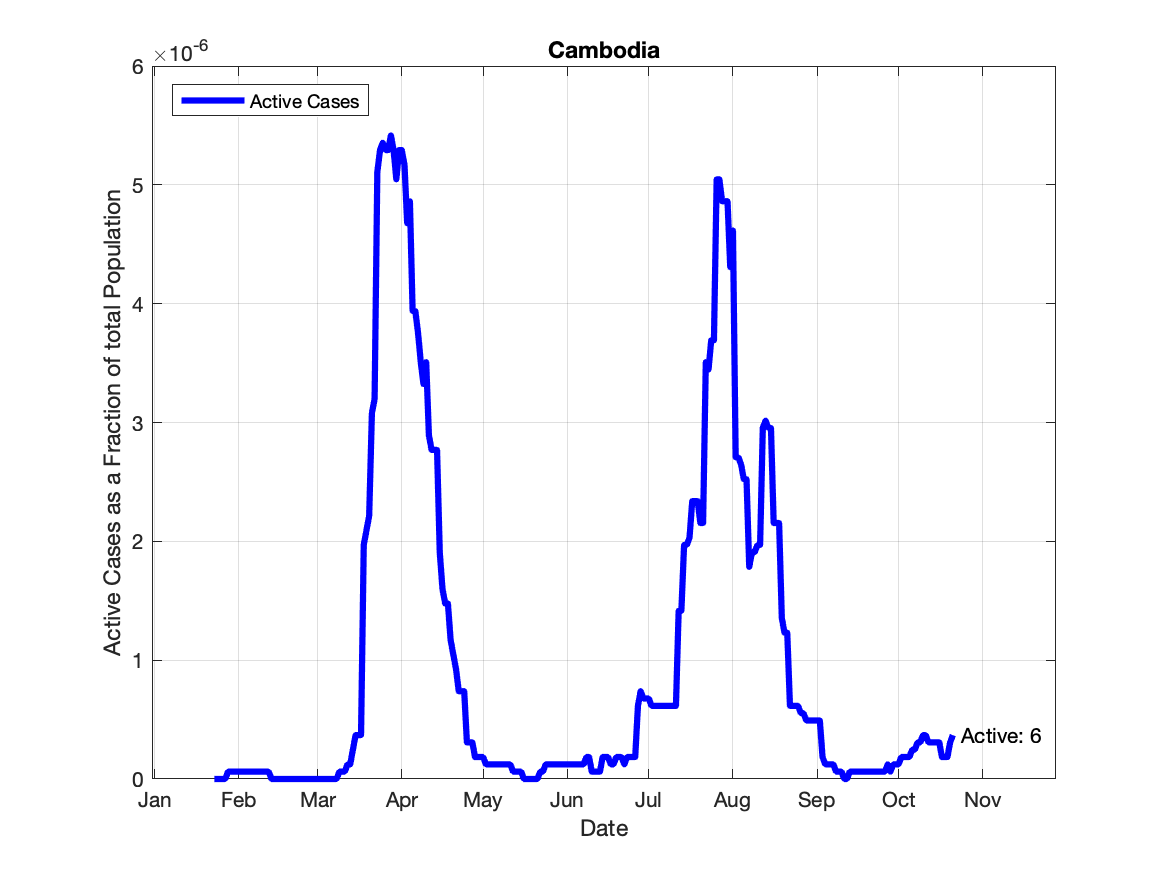 Cambodia
×10-6
Active Cases
6
5
4
3
2
1
0
Active Cases as a Fraction of total Population
Active: 6
Jan Feb Mar Apr May Jun Jul Aug Sep Oct Nov
Date